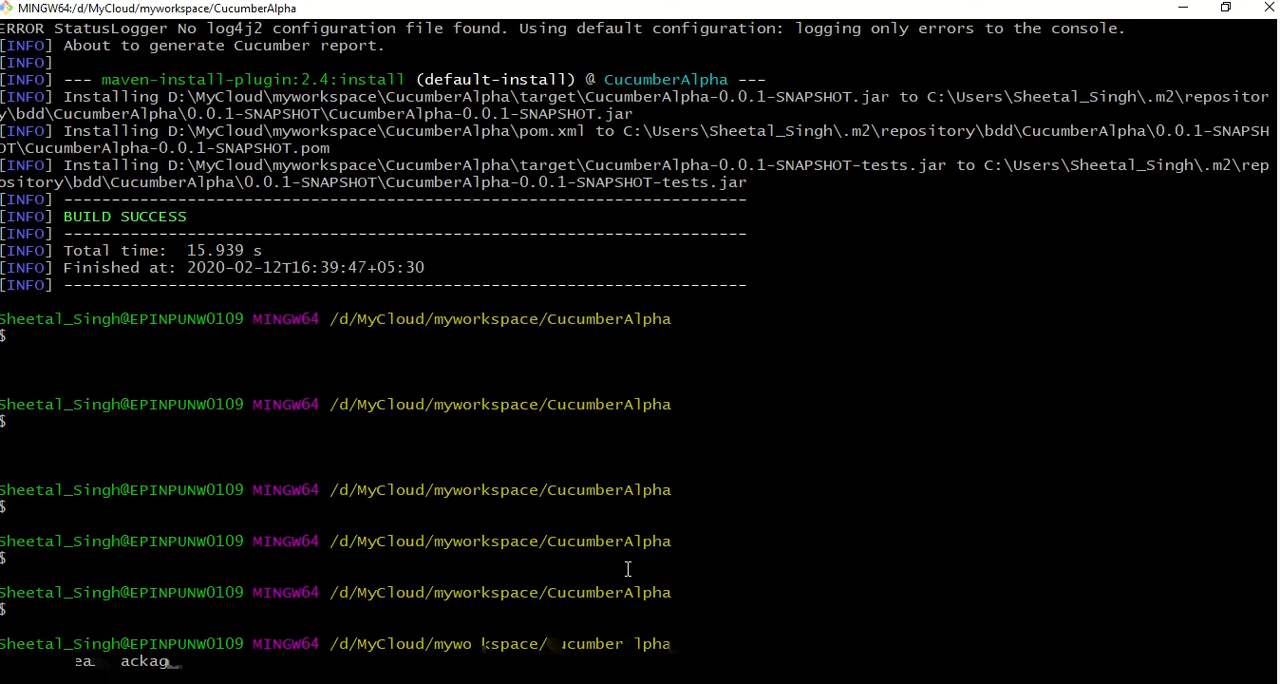 MINGW64:/d/MyCloud/myworkspace/CucumberAlpha
ERROR StatusLogger No log4j2 configuration file found. Using default configuration: logging only errors to the console.
[INFO] About to generate Cucumber report.
[INFO]
[INFO] --- maven-install-plugin:2.4:install (default-install) @ CucumberAlpha ---
[INFO] Installing D:\MyCloud\myworkspace\CucumberAlpha\target\CucumberAlpha-0.0.1-SNAPSHOT.jar to C:\Users\Sheetal_Singh\.m2\repositor
y\bdd\CucumberAlpha\0.0.1-SNAPSHOT\CucumberAlpha-0.0.1-SNAPSHOT.jar
[INFO] Installing D:\MyCloud\myworkspace\CucumberAlpha\pom.xml to C:\Users\Sheetal_Singh\.m2\repository\bdd\CucumberAlpha\0.0.1-SNAPSH
OT\CucumberAlpha-0.0.1-SNAPSHOT.pom
[INFO] Installing D:\MyCloud\myworkspace\CucumberAlpha\target\CucumberAlpha-0.0.1-SNAPSHOT-tests.jar to C:\Users\Sheetal_Singh\.m2\rep
ository\bdd\CucumberAlpha\0.0.1-SNAPSHOT\CucumberAlpha-0.0.1-SNAPSHOT-tests.jar
[INFO] ------------------------------------------------------------------------
[INFO] BUILD SUCCESS
[INFO] ------------------------------------------------------------------------
[INFO] Total time:  15.939 s
[INFO] Finished at: 2020-02-12T16:39:47+05:30
[INFO] ------------------------------------------------------------------------
Sheetal_Singh@EPINPUNW0109 MINGW64 /d/MyCloud/myworkspace/CucumberAlpha
$
Sheetal_Singh@EPINPUNW0109 MINGW64 /d/MyCloud/myworkspace/CucumberAlpha
$
Sheetal_Singh@EPINPUNW0109 MINGW64 /d/MyCloud/myworkspace/CucumberAlpha
$
Sheetal_Singh@EPINPUNW0109 MINGW64 /d/MyCloud/myworkspace/CucumberAlpha
$
Sheetal_Singh@EPINPUNW0109 MINGW64 /d/MyCloud/myworkspace/CucumberAlpha
$
Sheetal_Singh@EPINPUNW0109 MINGW64